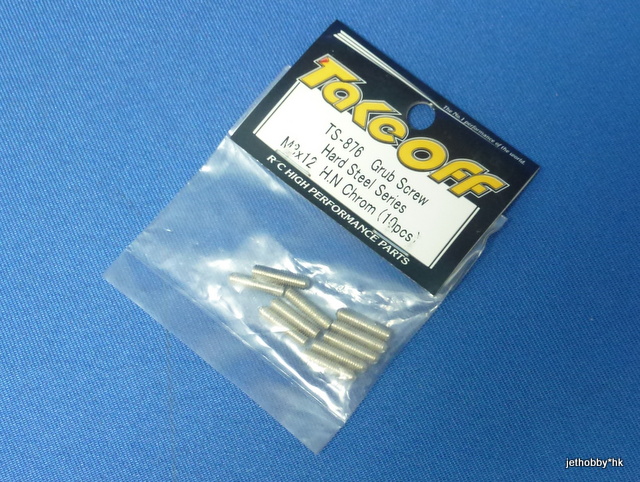 The No.1 performance of the world.
TakeOFF
TS-876 Grub Screw
Hard Steel Series
M3x12 H.N Chrom (10pcs)
R·C HIGH PERFORMANCE PARTS
jethobby*hk